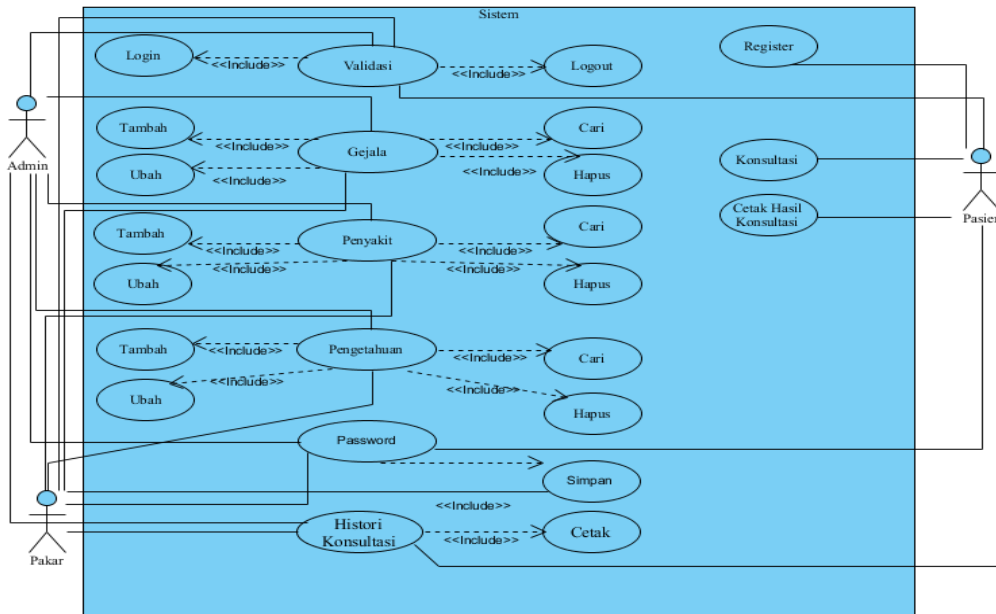 Sistem
Login
<<Include>>
Validasi
<<Include>>
Logout
Register
Admin
Tambah
<<Include>>
Gejala
<<Include>>
Cari
Ubah
<<Include>>
<<Include>>
Hapus
Konsultasi
Pasien
Cetak Hasil
Konsultasi
Tambah
<<Include>>
Penyakit
<<Include>>
Cari
Ubah
<<Include>>
<<Include>>
Hapus
Tambah
<<Include>>
Pengetahuan
<<Include>>
Cari
Ubah
<<Include>>
<<Include>>
Hapus
Password
Simpan
<<Include>>
Pakar
Histori
Konsultasi
<<Include>>
Cetak